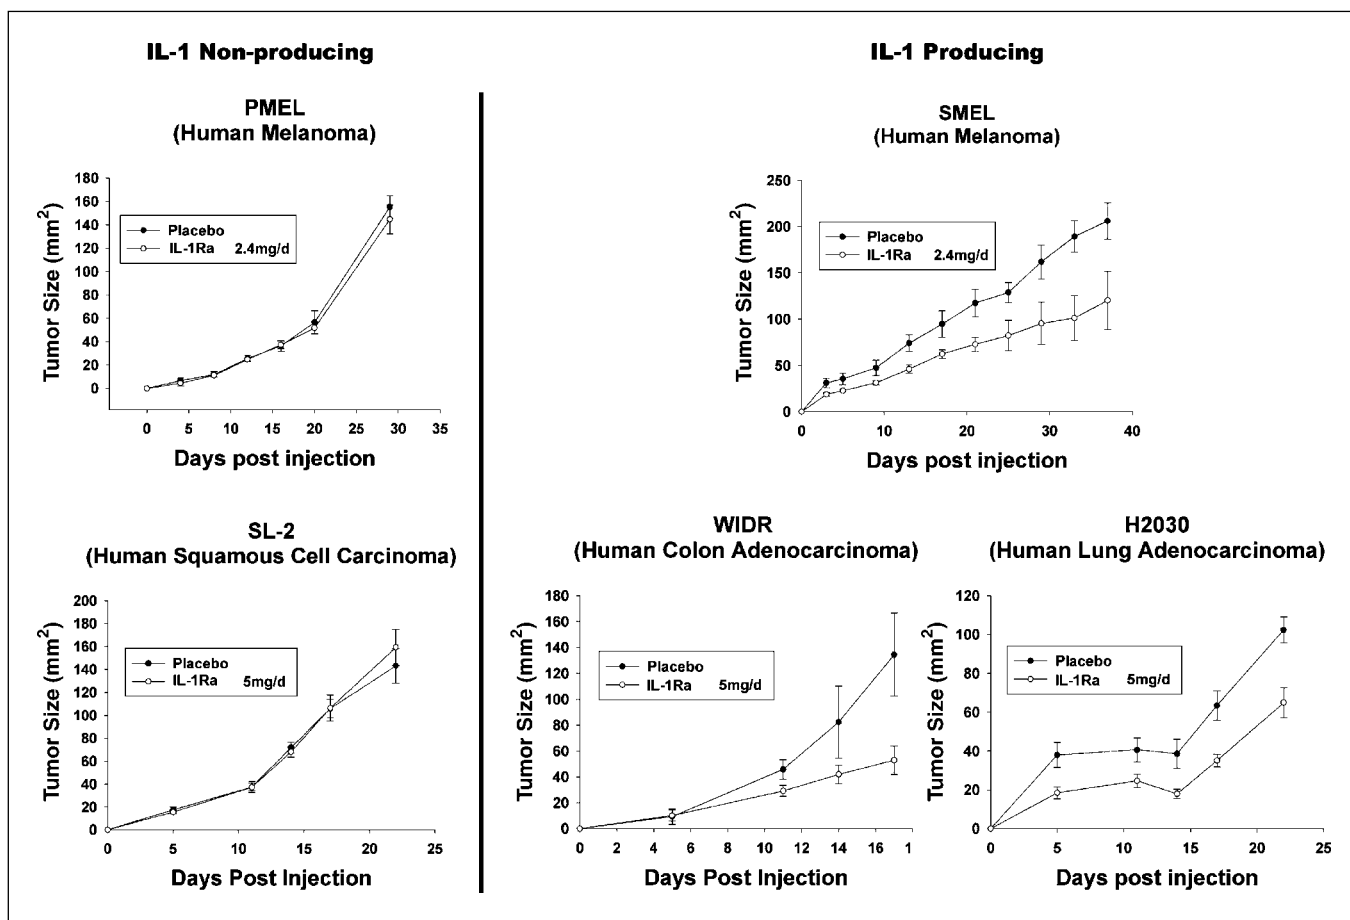 IL-1 Non-producing
IL-1 Producing
PMEL
(Human Melanoma)
Tumor Size (mm²)
180
160
140
120
100
80
60
40
20
0
Placebo
IL-1Ra 2.4mg/d
0 5 10 15 20 25 30 35
Days post injection
SMEL
(Human Melanoma)
Tumor Size (mm²)
250
200
150
100
50
0
Placebo
IL-1Ra 2.4mg/d
0 10 20 30 40
Days post injection
SL-2
(Human Squamous Cell Carcinoma)
Tumor Size (mm²)
200
180
160
140
120
100
80
60
40
20
0
Placebo
IL-1Ra 5mg/d
0 5 10 15 20 25
Days Post Injection
WIDR
(Human Colon Adenocarcinoma)
Tumor Size (mm²)
180
160
140
120
100
80
60
40
20
0
Placebo
IL-1Ra 5mg/d
0 2 4 6 8 10 12 14 16 1
Days Post Injection
H2030
(Human Lung Adenocarcinoma)
Tumor Size (mm²)
120
100
80
60
40
20
0
Placebo
IL-1Ra 5mg/d
0 5 10 15 20 25
Days post injection